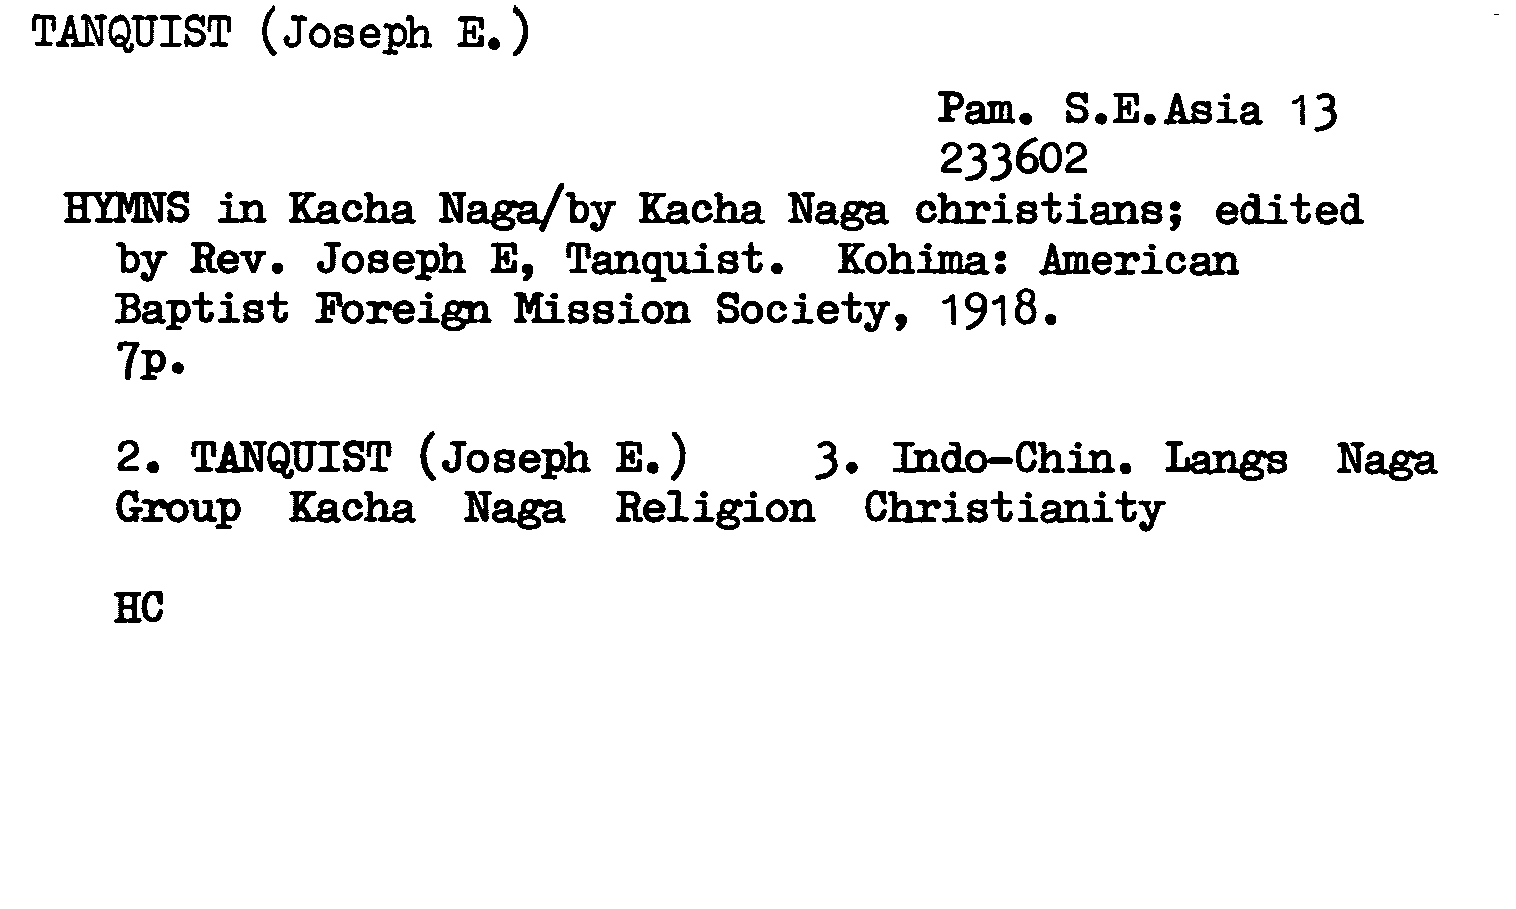 TANQUIST (Joseph E.)
Pam. S.E.Asia 13
233602
HYMNS in Kacha Naga/by Kacha Naga christians; edited
by Rev. Joseph E, Tanquist. Kohima: American
Baptist Foreign Mission Society, 1918.
7p.
2. TANQUIST (Joseph E.) 3. Indo-Chin. Langs Naga
Group Kacha Naga Religion Christianity
HC